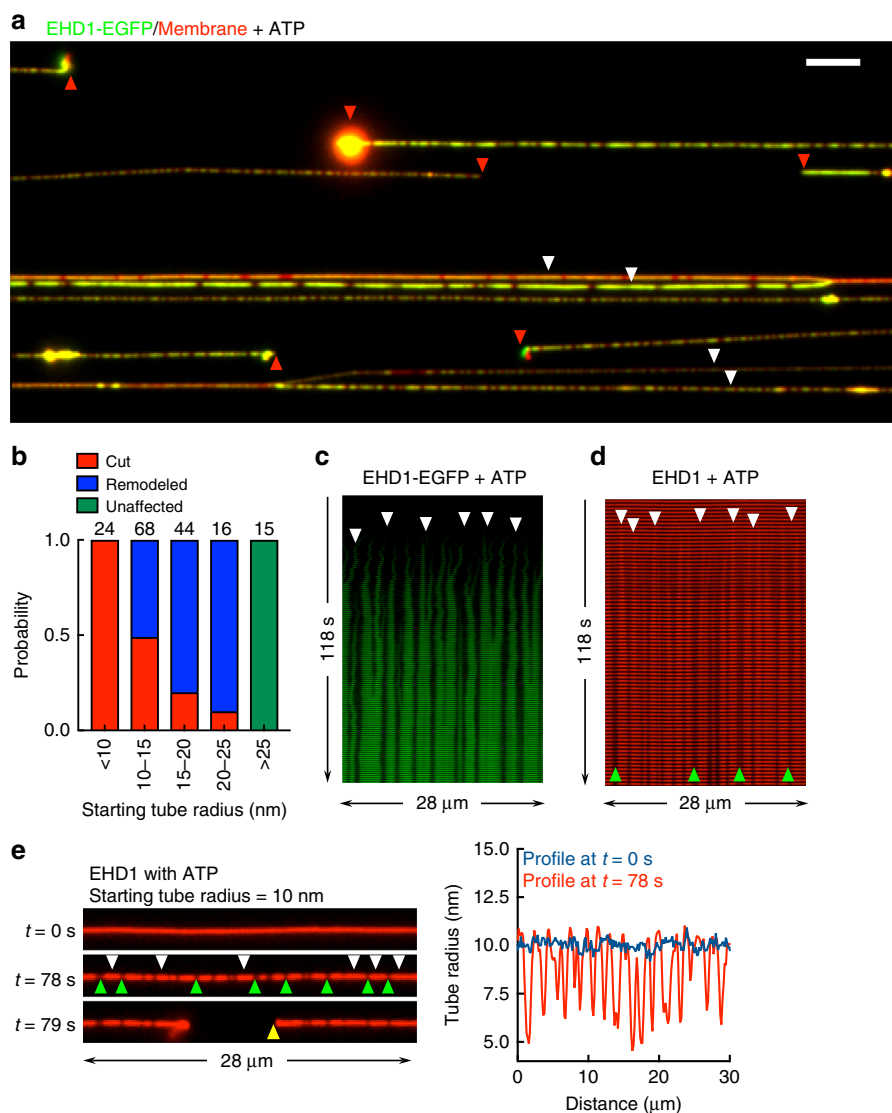 a
EHD1-EGFP/Membrane + ATP
b
Cut
Remodeled
Unaffected
24 68 44 16 15
1.0
0.5
0.0
Probability
<10 10–15 15–20 20–25 >25
Starting tube radius (nm)
c
EHD1-EGFP + ATP
118 s
28 μm
d
EHD1 + ATP
118 s
28 μm
e
EHD1 with ATP
Starting tube radius = 10 nm
t = 0 s
t = 78 s
t = 79 s
28 μm
Profile at t = 0 s
Profile at t = 78 s
15.0
12.5
10.0
7.5
5.0
Tube radius (nm)
0 10 20 30
Distance (μm)